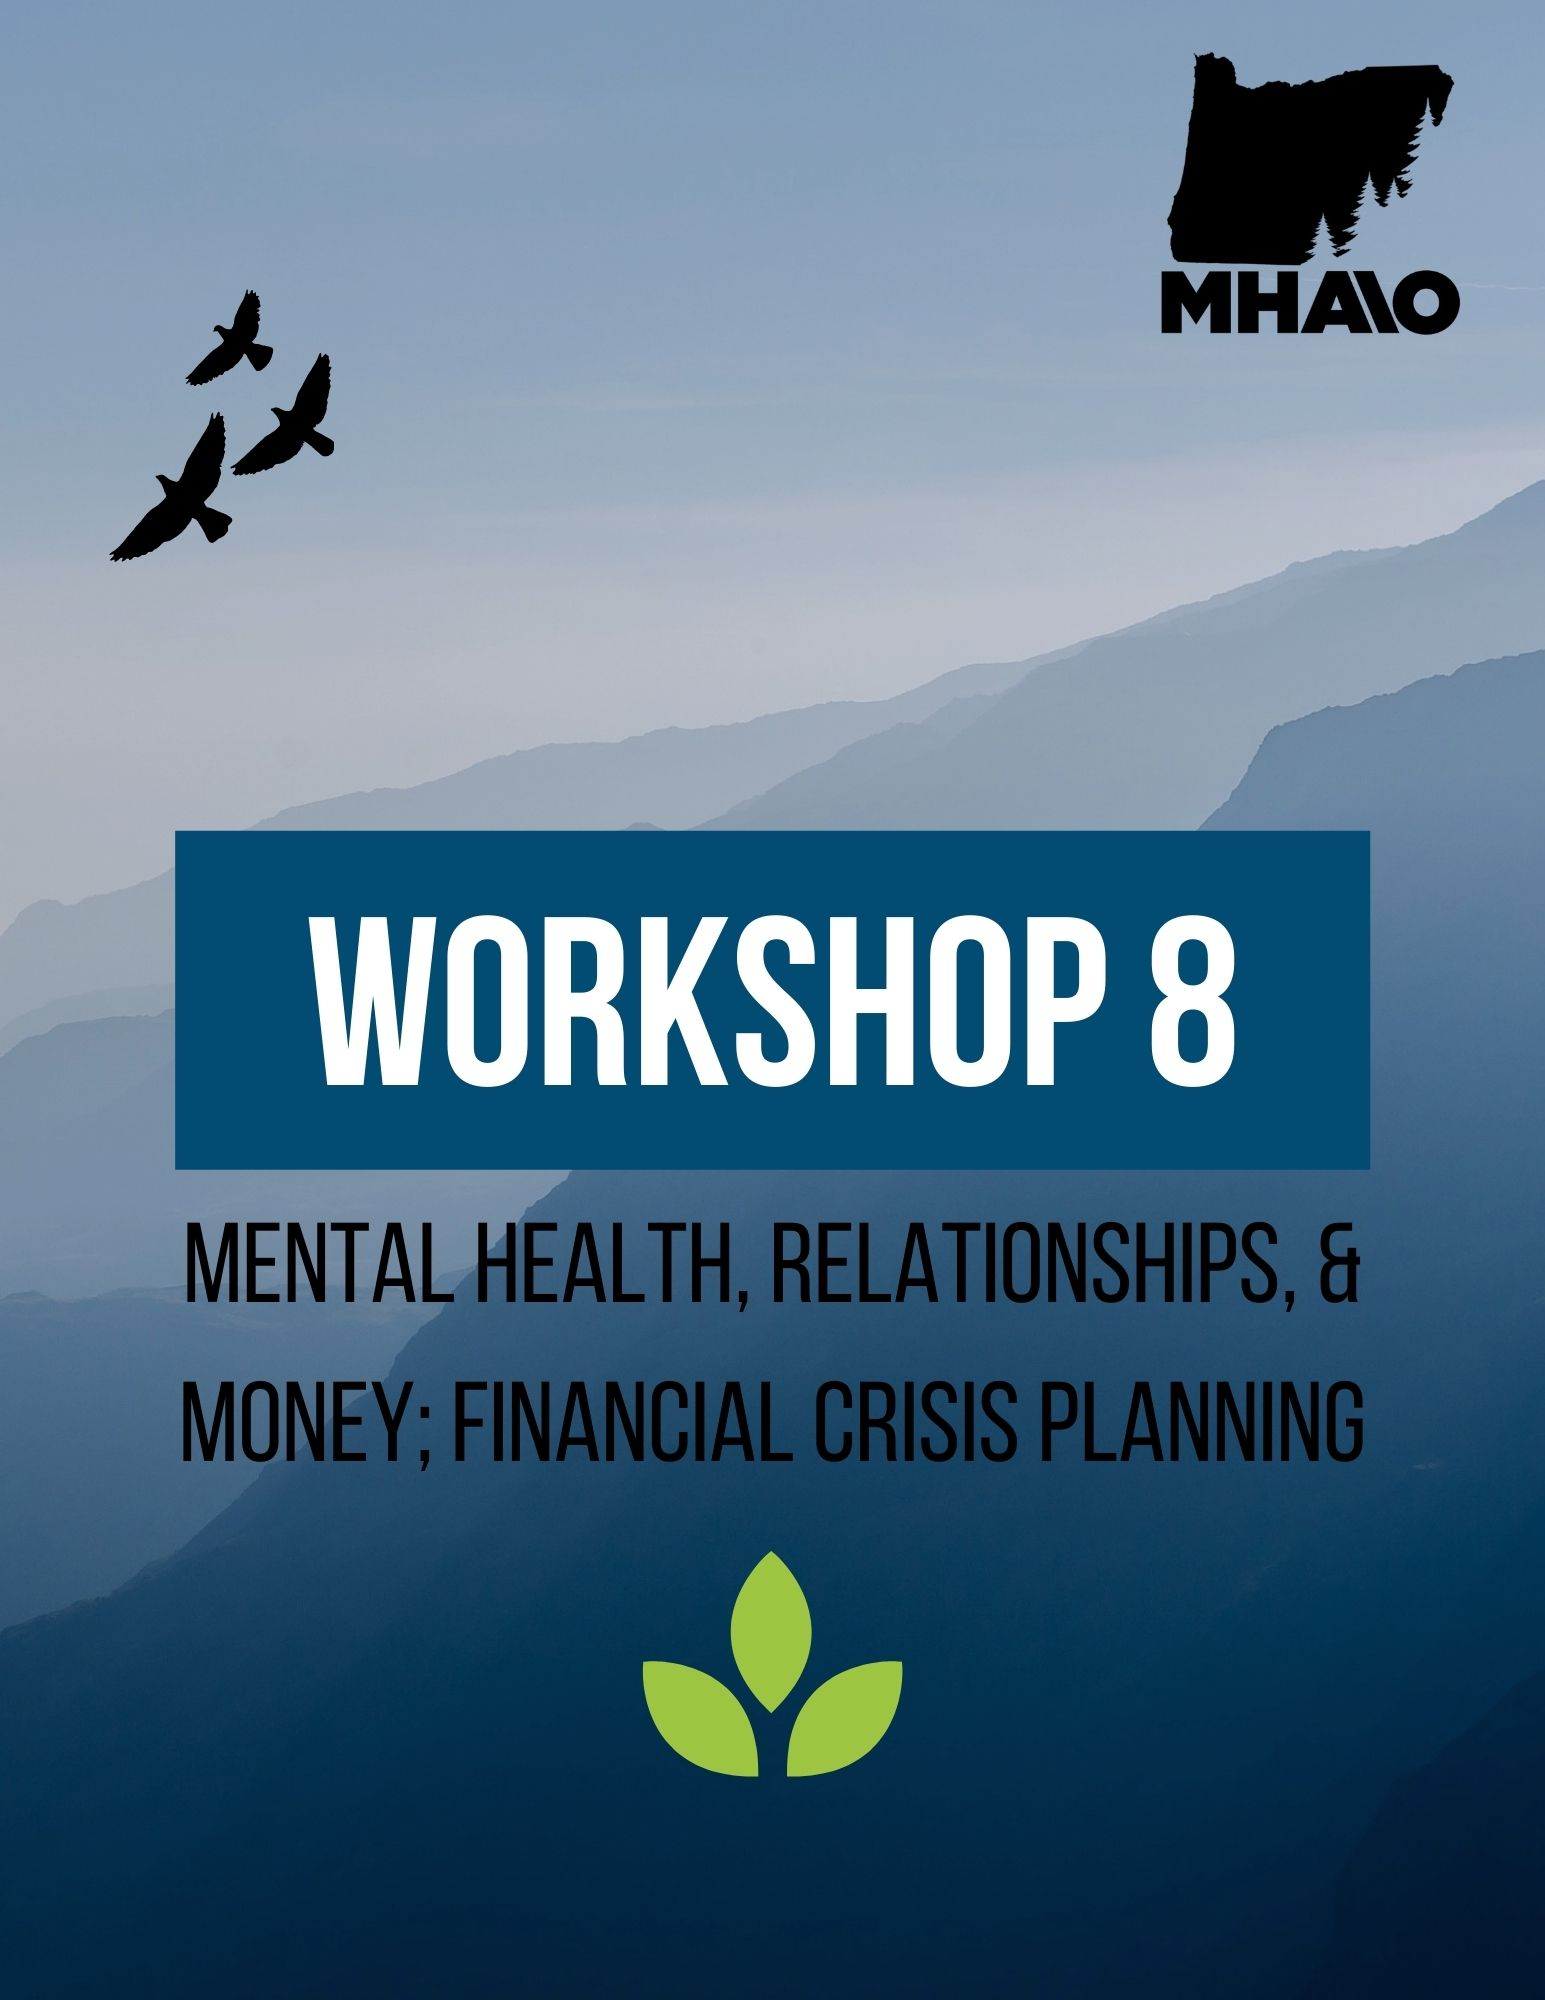 MHAAO
WORKSHOP 8
MENTAL HEALTH, RELATIONSHIPS, &
MONEY; FINANCIAL CRISIS PLANNING